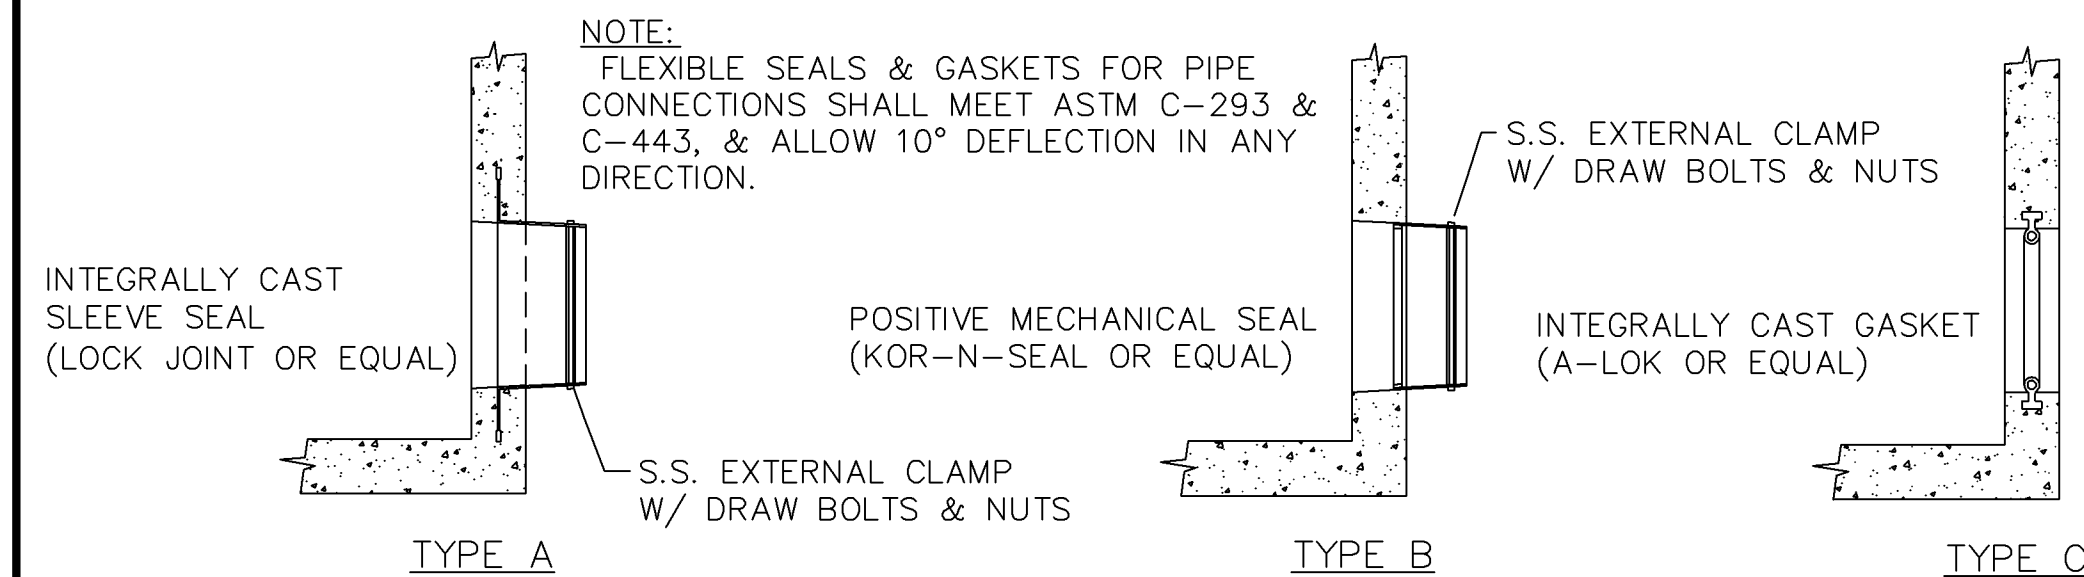 NOTE:
FLEXIBLE SEALS & GASKETS FOR PIPE
CONNECTIONS SHALL MEET ASTM C-293 &
C-443, & ALLOW 10° DEFLECTION IN ANY
DIRECTION.
INTEGRALLY CAST
SLEEVE SEAL
(LOCK JOINT OR EQUAL)
S.S. EXTERNAL CLAMP
W/ DRAW BOLTS & NUTS
TYPE A
S.S. EXTERNAL CLAMP
W/ DRAW BOLTS & NUTS
POSITIVE MECHANICAL SEAL
(KOR-N-SEAL OR EQUAL)
TYPE B
INTEGRALLY CAST GASKET
(A-LOK OR EQUAL)
TYPE C